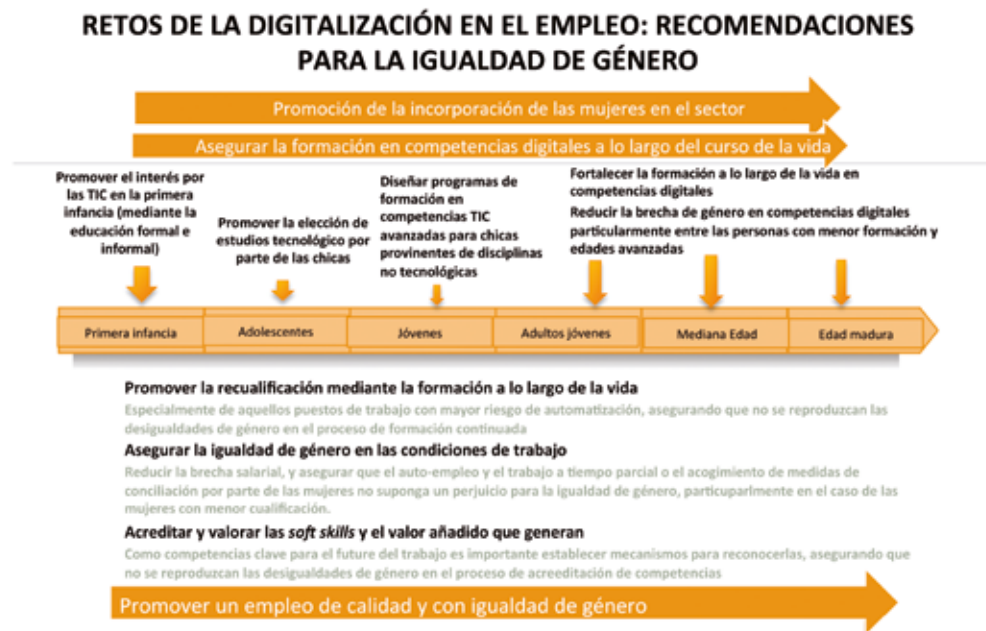 RETOS DE LA DIGITALIZACIÓN EN EL EMPLEO: RECOMENDACIONES
PARA LA IGUALDAD DE GÉNERO
Promoción de la incorporación de las mujeres en el sector
Asegurar la formación en competencias digitales a lo largo del curso de la vida
Promover el interés por
las TIC en la primera
infancia (mediante la
educación formal e
informal)
Promover la elección de
estudios tecnológico por
parte de las chicas
Diseñar programas de
formación en
competencias TIC
avanzadas para chicas
provinentes de disciplinas
no tecnológicas
Fortalecer la formación a lo largo de la vida en
competencias digitales
Reducir la brecha de género en competencias digitales
particularmente entre las personas con menor formación y
edades avanzadas
Primera infancia
Adolescentes
Jóvenes
Adultos jóvenes
Mediana Edad
Edad madura
Promover la recualificación mediante la formación a lo largo de la vida
Especialmente de aquellos puestos de trabajo con mayor riesgo de automatización, asegurando que no se reproduzcan las
desigualdades de género en el proceso de formación continuada
Asegurar la igualdad de género en las condiciones de trabajo
Reducir la brecha salarial, y asegurar que el auto-empleo y el trabajo a tiempo parcial o el acogimiento de medidas de
conciliación por parte de las mujeres no suponga un perjuicio para la igualdad de género, particuparlmente en el caso de las
mujeres con menor cualificación.
Acreditar y valorar las soft skills y el valor añadido que generan
Como competencias clave para el future del trabajo es importante establecer mecanismos para reconocerlas, asegurando que
no se reproduzcan las desigualdades de género en el proceso de acreeditación de competencias
Promover un empleo de calidad y con igualdad de género